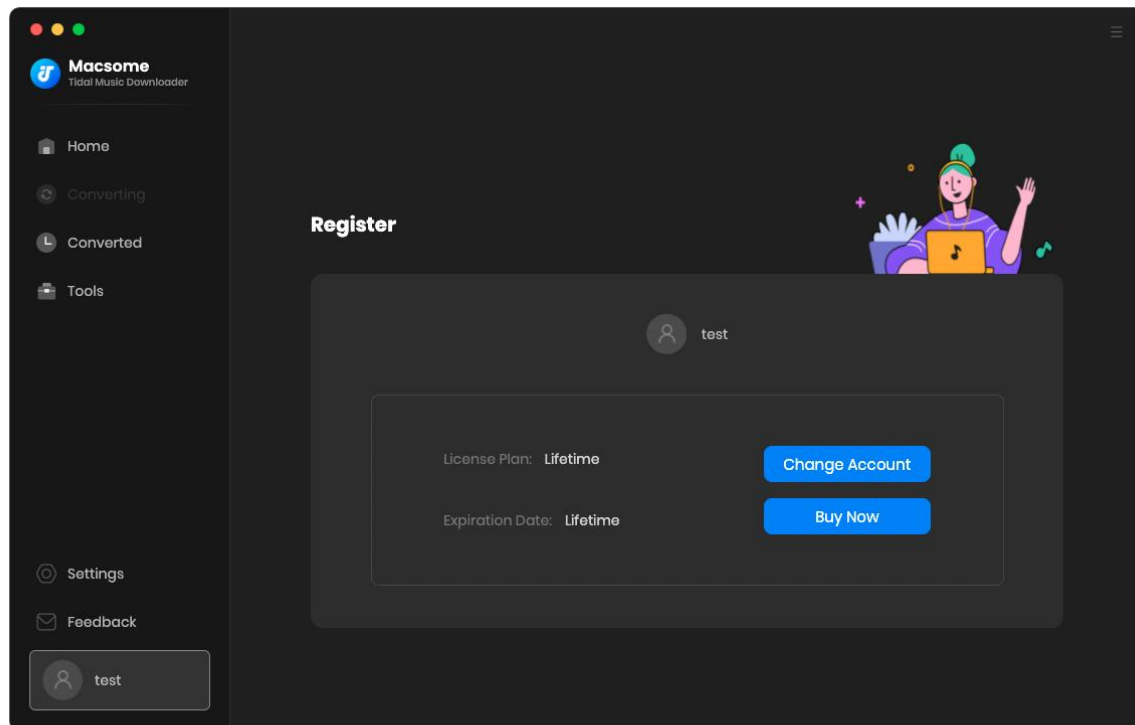 Macsome
Tidal Music Downloader
Home
Converting
Converted
Tools
Settings
Feedback
test
Register
test
License Plan: Lifetime
Change Account
Expiration Date: Lifetime
Buy Now